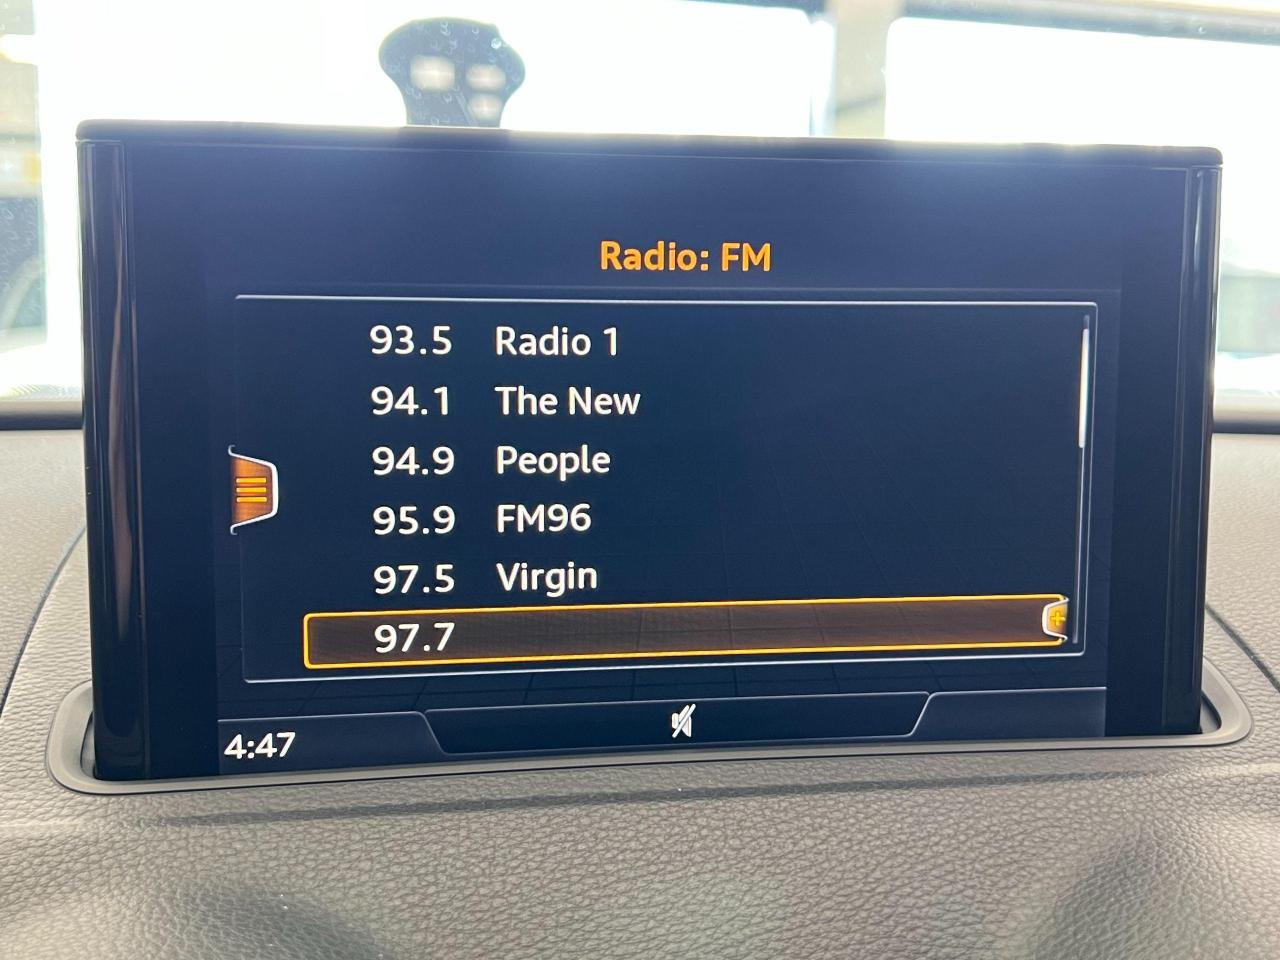 Radio: FM
93.5 Radio 1
94.1 The New
94.9 People
95.9 FM96
97.5 Virgin
97.7
4:47